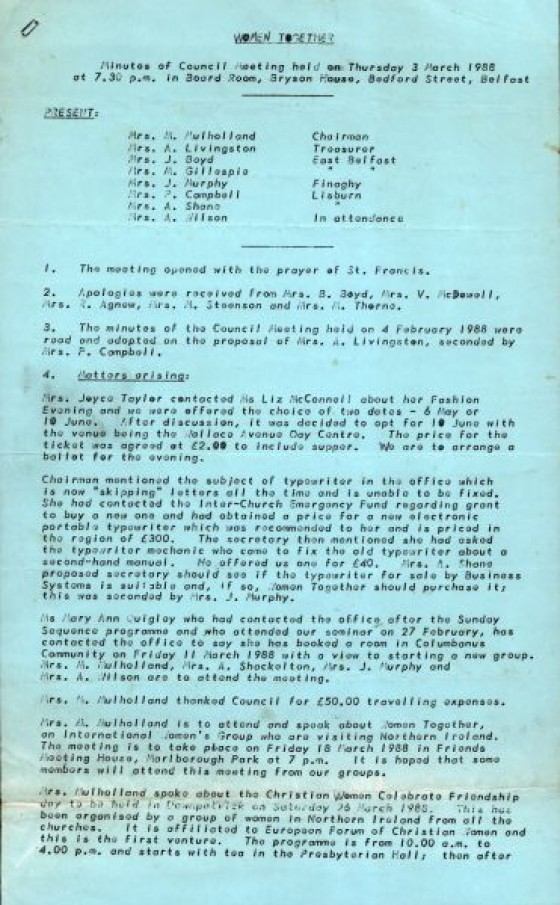 WOMEN TOGETHER
Minutes of Council Meeting held on Thursday 3 March 1988
at 7.30 p.m. in Board Room, Bryson House, Bedford Street, Belfast
PRESENT:
Mrs. M. Mulholland Chairman
Mrs. A. Livingston Treasurer
Mrs. J. Boyd East Belfast
Mrs. M. Gillespie " "
Mrs. J. Murphy Finaghy
Mrs. P. Campbell Lisburn
Mrs. A. Shane "
Mrs. A. Wilson In attendance
1. The meeting opened with the prayer of St. Francis.
2. Apologies were received from Mrs. B. Boyd, Mrs. V. McDowell,
Mrs. R. Agnew, Mrs. M. Steenson and Mrs. M. Therne.
3. The minutes of the Council Meeting held on 4 February 1988 were
read and adopted on the proposal of Mrs. A. Livingston, seconded by
Mrs. P. Campbell.
4. Matters arising:
Mrs. Joyce Taylor contacted Ms Liz McConnell about her Fashion
Evening and we were offered the choice of two dates - 6 May or
10 June. After discussion, it was decided to opt for 10 June with
the venue being the Wallace Avenue Day Centre. The price for the
ticket was agreed at £2.00 to include supper. We are to arrange a
ballot for the evening.
Chairman mentioned the subject of typewriter in the office which
is now "skipping" letters all the time and is unable to be fixed.
She had contacted the Inter-Church Emergency Fund regarding grant
to buy a new one and had obtained a price for a new electronic
portable typewriter which was recommended to her and is priced in
the region of £300. The secretary then mentioned she had asked
the typewriter mechanic who came to fix the old typewriter about a
second-hand manual. He offered us one for £40. Mrs. A. Shane
proposed secretary should see if the typewriter for sale by Business
Systems is suitable and, if so, Women Together should purchase it;
this was seconded by Mrs. J. Murphy.
Ms Mary Ann Quigley who had contacted the office after the Sunday
Sequence programme and who attended our seminar on 27 February, has
contacted the office to say she has booked a room in Columbanus
Community on Friday 11 March 1988 with a view to starting a new group.
Mrs. M. Mulholland, Mrs. A. Shackelton, Mrs. J. Murphy and
Mrs. A. Wilson are to attend the meeting.
Mrs. M. Mulholland thanked Council for £50.00 travelling expenses.
Mrs. M. Mulholland is to attend and speak about Women Together,
an International Women's Group who are visiting Northern Ireland.
The meeting is to take place on Friday 18 March 1988 in Friends
Meeting House, Marlborough Park at 7 p.m. It is hoped that some
members will attend this meeting from our groups.
Mrs. Mulholland spoke about the Christian Women Celebrate Friendship
day to be held in Downpatrick on Saturday 26 March 1988. This has
been organised by a group of women in Northern Ireland from all the
churches. It is affiliated to European Forum of Christian Women and
this is the first venture. The programme is from 10.00 a.m. to
4.00 p.m. and starts with tea in the Presbyterian Hall; then after